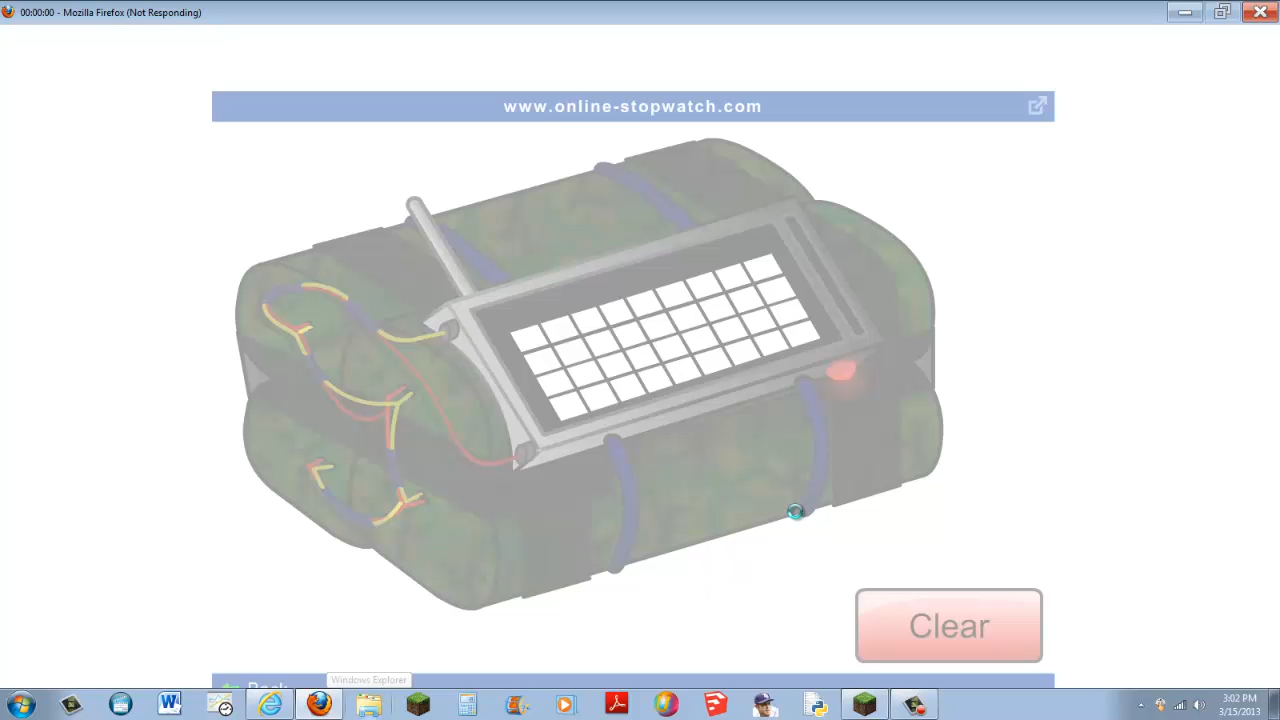 00:00:00 - Mozilla Firefox (Not Responding)
www.online-stopwatch.com
Clear
Back
Windows Explorer
3:02 PM
3/15/2013